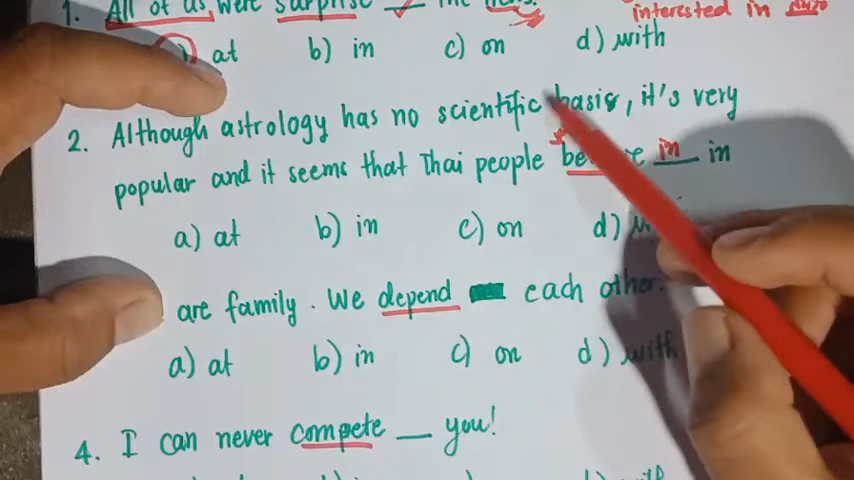 1. All of us were surprise __ the news. interested in
at b) in c) on d) with
2. Although astrology has no scientific basis, it's very
popular and it seems that Thai people in in
a) at b) in c) on d)
are family. We depend each other.
a) at b) in c) on d) with
4. I can never compete __ you!